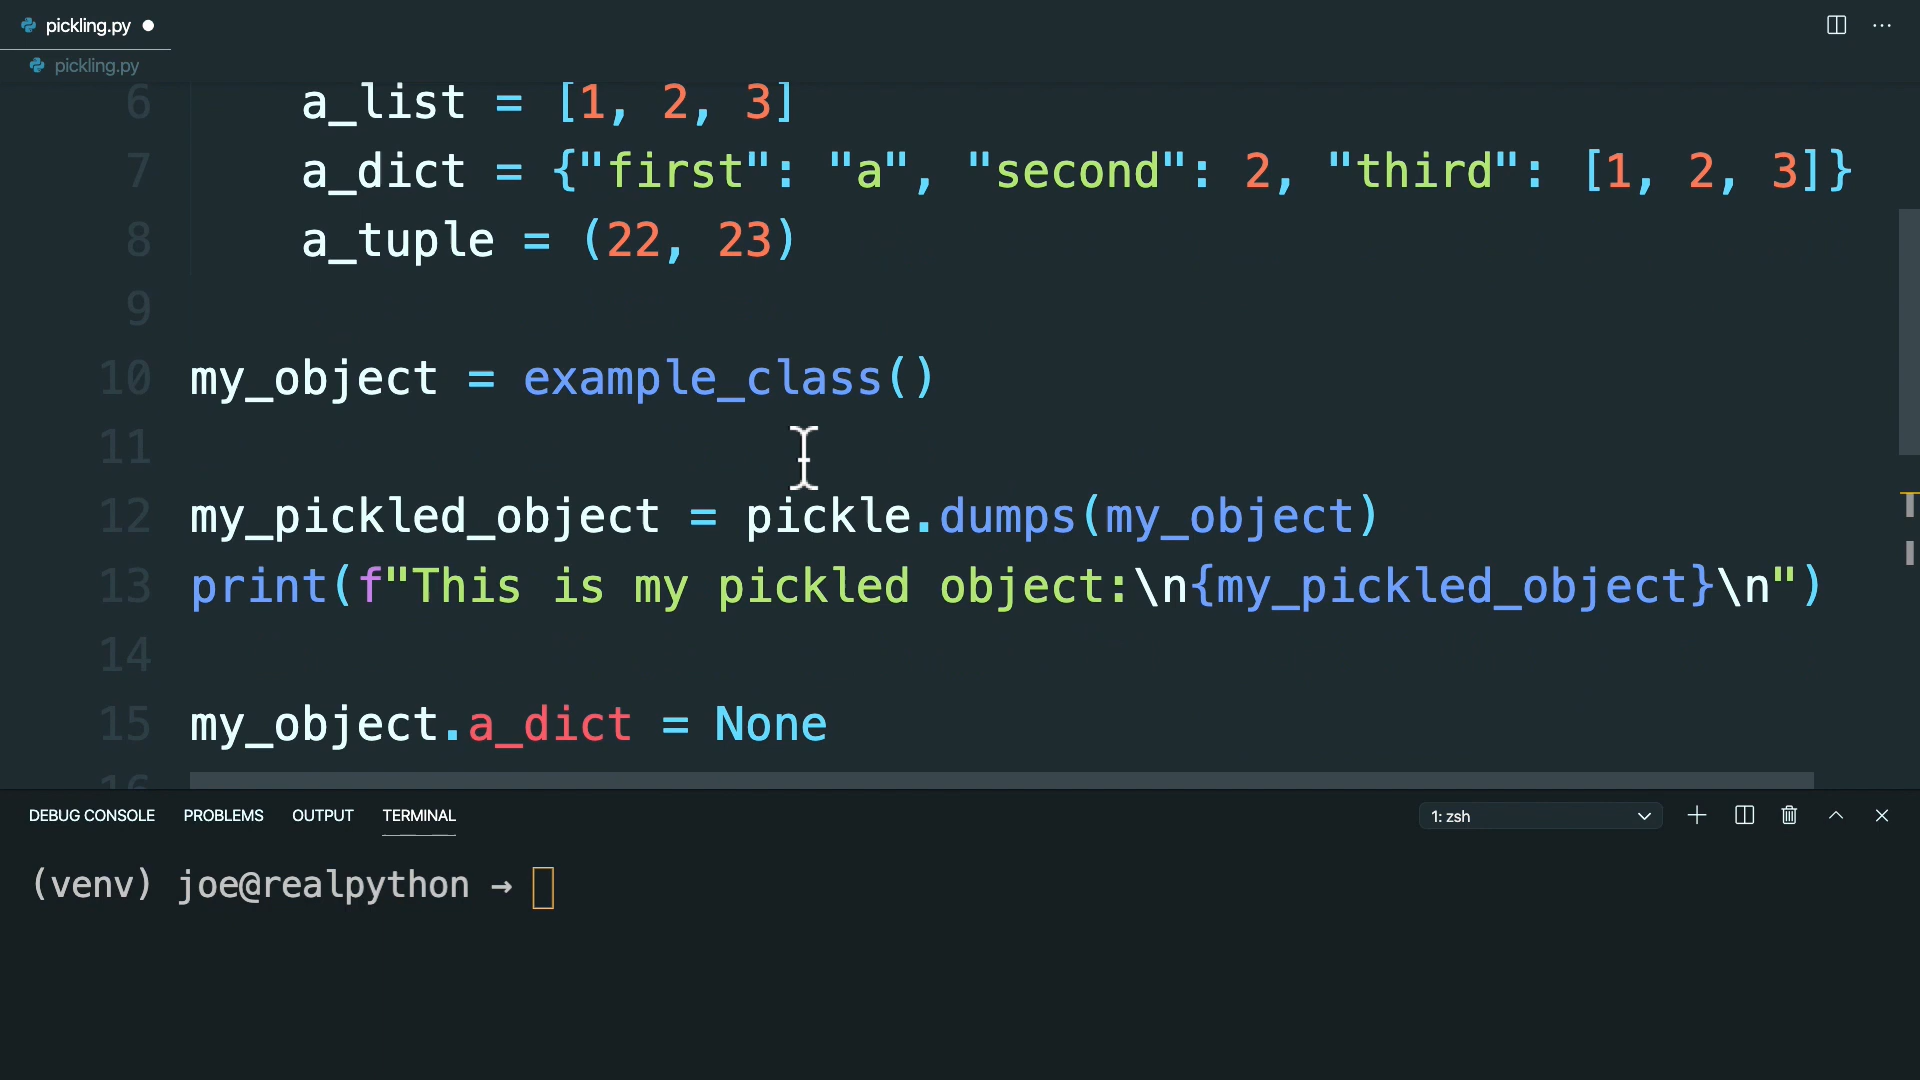 pickling.py
pickling.py
6 a_list = [1, 2, 3]
7 a_dict = {"first": "a", "second": 2, "third": [1, 2, 3]}
8 a_tuple = (22, 23)
9
10 my_object = example_class()
11
12 my_pickled_object = pickle.dumps(my_object)
13 print(f"This is my pickled object:\n{my_pickled_object}\n")
14
15 my_object.a_dict = None
16
DEBUG CONSOLE PROBLEMS OUTPUT TERMINAL 1: zsh
(venv) joe@realpython →